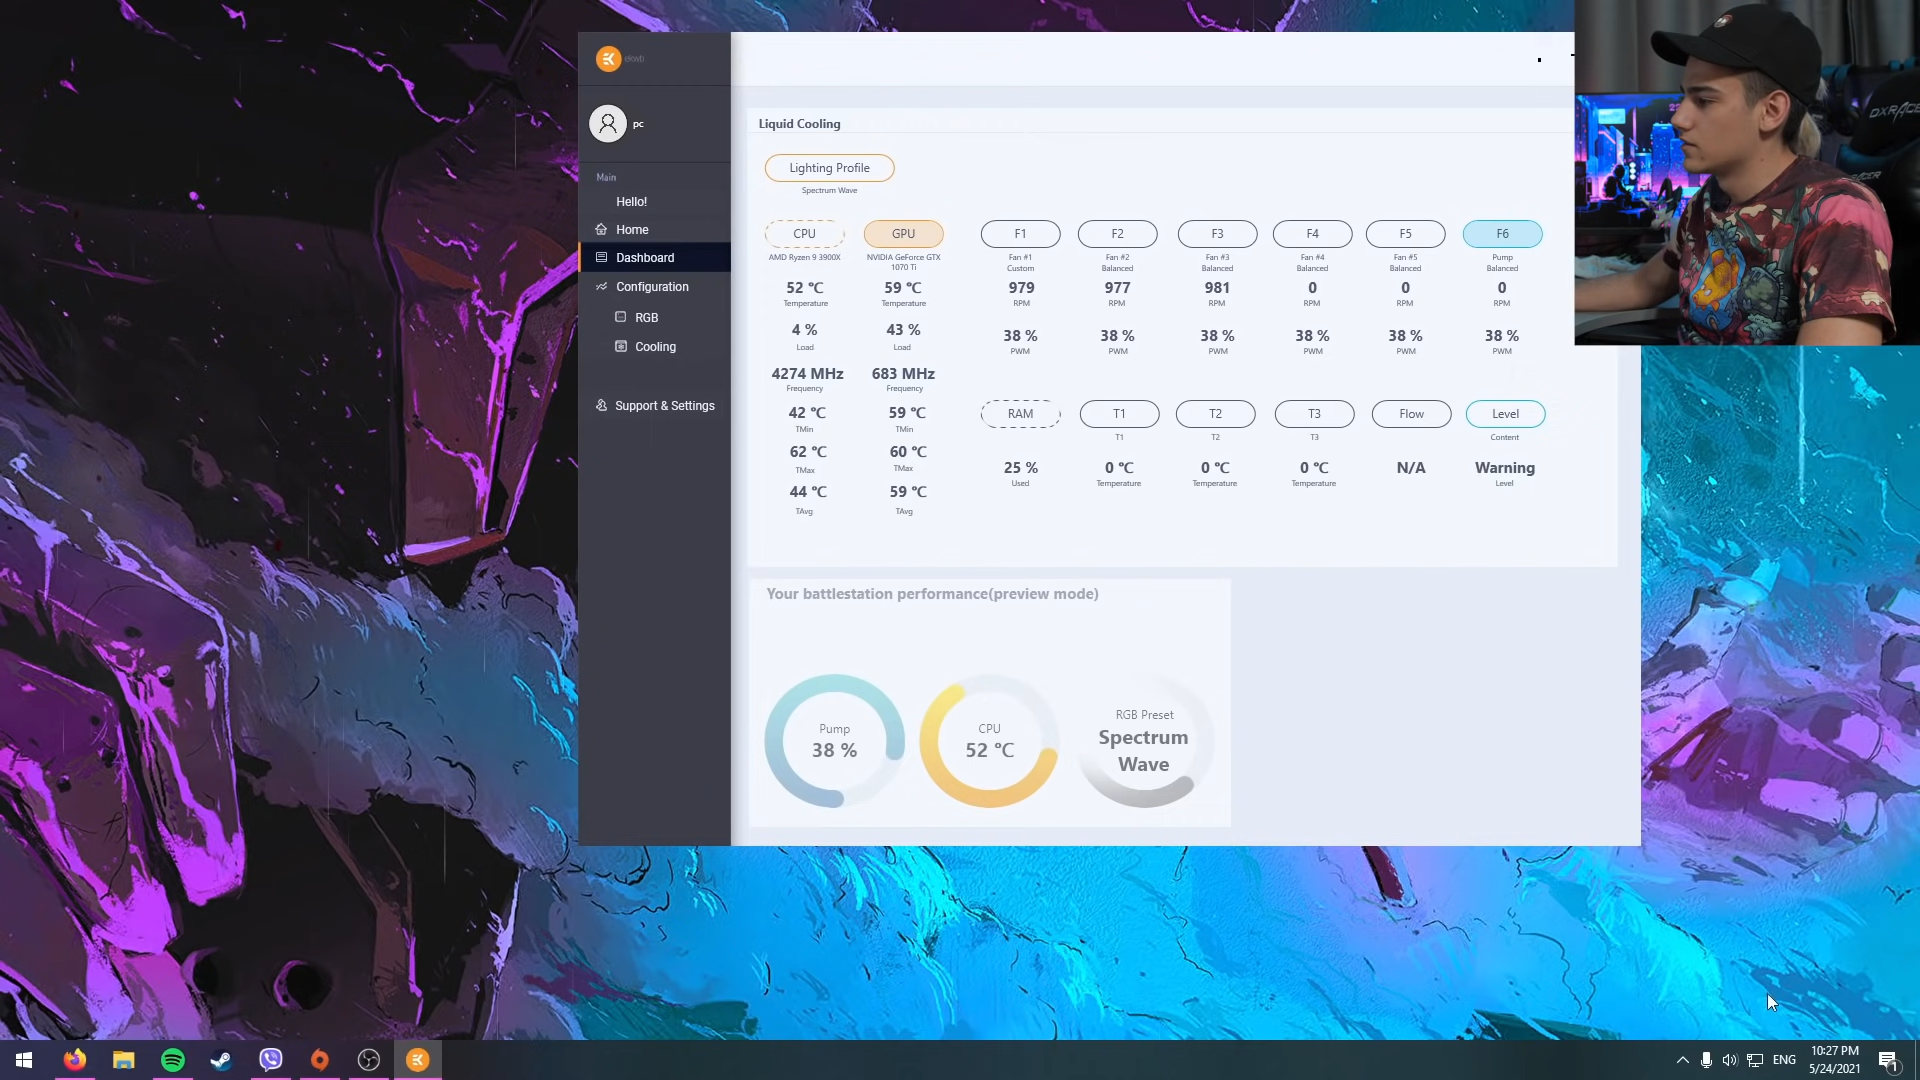 ekwb
pc
Main
Hello!
Home
Dashboard
Configuration
RGB
Cooling
Support & Settings
Liquid Cooling
Lighting Profile
Spectrum Wave
CPU GPU F1 F2 F3 F4 F5 F6
AMD Ryzen 9 3900X NVIDIA GeForce GTX 1070 Ti Fan #1 Custom Fan #2 Balanced Fan #3 Balanced Fan #4 Balanced Fan #5 Balanced Pump Balanced
52 °C 59 °C 979 977 981 0 0 0
Temperature Temperature RPM RPM RPM RPM RPM RPM
4 % 43 % 38 % 38 % 38 % 38 % 38 % 38 %
Load Load PWM PWM PWM PWM PWM PWM
4274 MHz 683 MHz
Frequency Frequency
42 °C 59 °C RAM T1 T2 T3 Flow Level
TMin TMin T1 T2 T3 Content
62 °C 60 °C 25 % 0 °C 0 °C 0 °C N/A Warning
TMax TMax Used Temperature Temperature Temperature Level
44 °C 59 °C
TAvg TAvg
Your battlestation performance(preview mode)
Pump
38 %
CPU
52 °C
RGB Preset
Spectrum
Wave
DXRACER
ENG
10:27 PM
5/24/2021
1